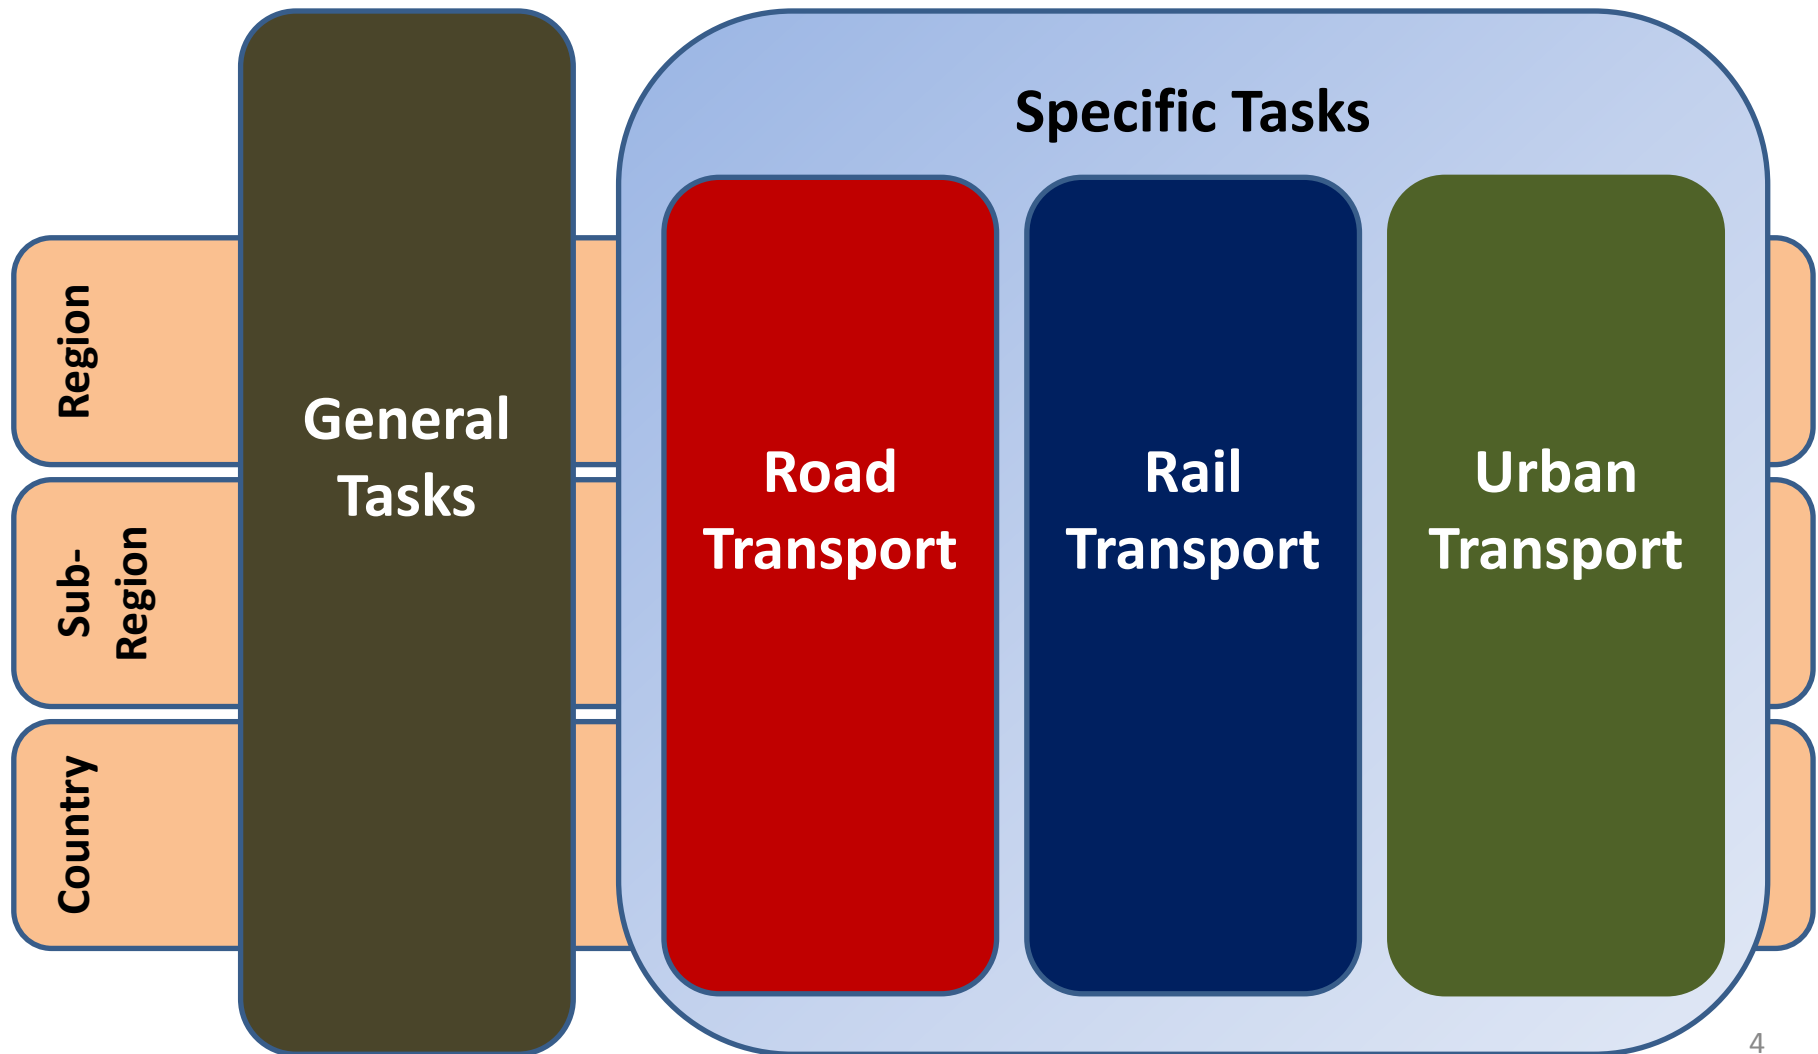 Specific Tasks
Region
Sub-
Region
Country
General
Tasks
Road
Transport
Rail
Transport
Urban
Transport
4